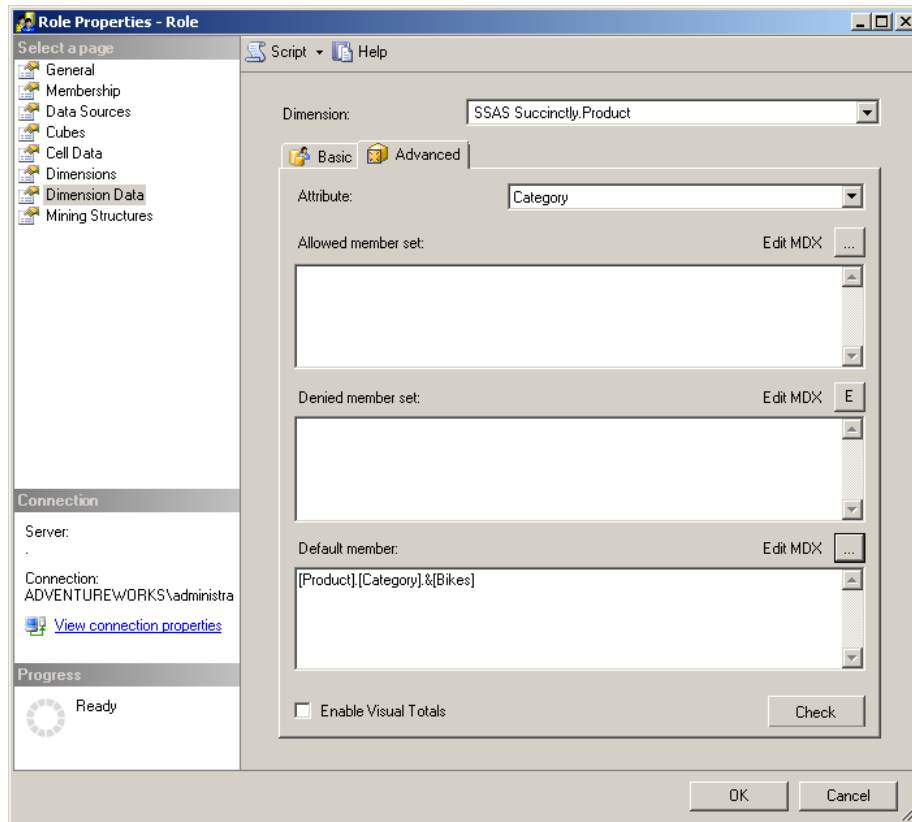 Role Properties - Role
Select a page
General
Membership
Data Sources
Cubes
Cell Data
Dimensions
Dimension Data
Mining Structures
Connection
Server:
.
Connection:
ADVENTUREWORKS\administra
View connection properties
Progress
Ready
Script Help
Dimension: SSAS Succinctly.Product
Basic Advanced
Attribute: Category
Allowed member set: Edit MDX ...
Denied member set: Edit MDX E
Default member: Edit MDX ...
[Product].[Category].&[Bikes]
Enable Visual Totals Check
OK Cancel